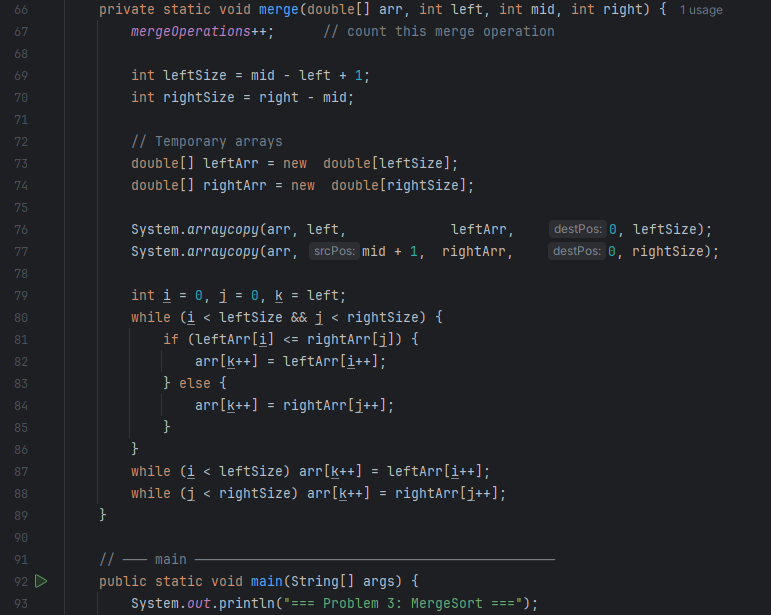 66 private static void merge(double[] arr, int left, int mid, int right) { 1 usage
67 mergeOperations++; // count this merge operation
68
69 int leftSize = mid - left + 1;
70 int rightSize = right - mid;
71
72 // Temporary arrays
73 double[] leftArr = new double[leftSize];
74 double[] rightArr = new double[rightSize];
75
76 System.arraycopy(arr, left, leftArr, destPos: 0, leftSize);
77 System.arraycopy(arr, srcPos: mid + 1, rightArr, destPos: 0, rightSize);
78
79 int i = 0, j = 0, k = left;
80 while (i < leftSize && j < rightSize) {
81 if (leftArr[i] <= rightArr[j]) {
82 arr[k++] = leftArr[i++];
83 } else {
84 arr[k++] = rightArr[j++];
85 }
86 }
87 while (i < leftSize) arr[k++] = leftArr[i++];
88 while (j < rightSize) arr[k++] = rightArr[j++];
89 }
90
91 // ─── main ─────────────────────────────────────────────
92 public static void main(String[] args) {
93 System.out.println("=== Problem 3: MergeSort ===");